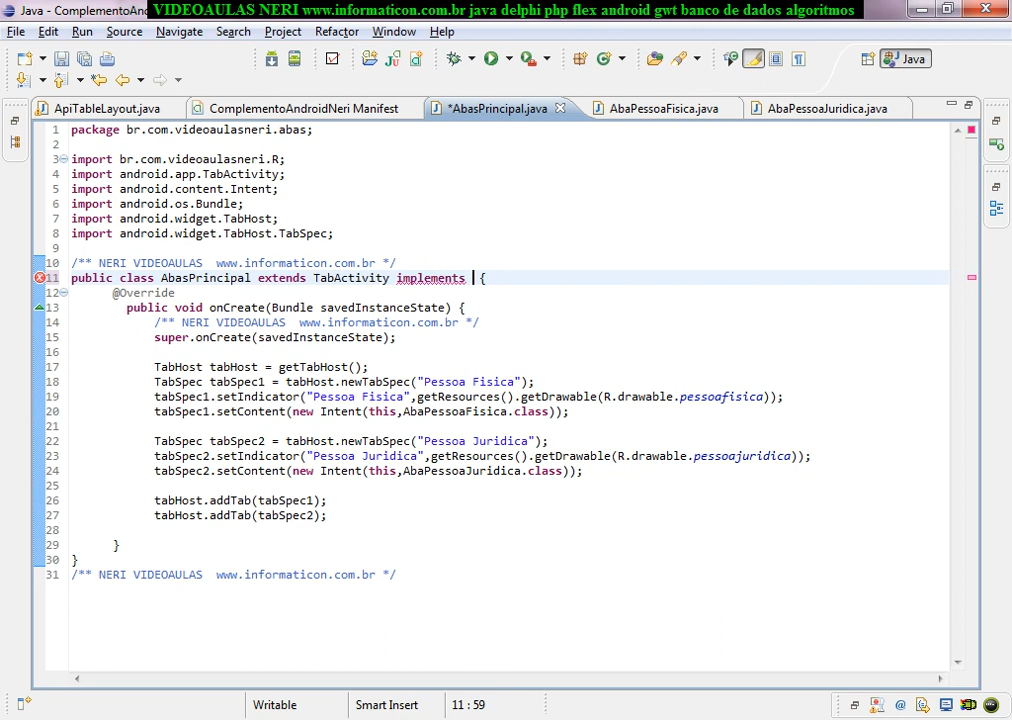 Java - ComplementoAnd
VIDEOAULAS NERI www.informaticon.com.br java delphi php flex android gwt banco de dados algoritmos
File Edit Run Source Navigate Search Project Refactor Window Help
Java
ApiTableLayout.java ComplementoAndroidNeri Manifest *AbasPrincipal.java AbaPessoaFisica.java AbaPessoaJuridica.java
1 package br.com.videoaulasneri.abas;
2
3 import br.com.videoaulasneri.R;
4 import android.app.TabActivity;
5 import android.content.Intent;
6 import android.os.Bundle;
7 import android.widget.TabHost;
8 import android.widget.TabHost.TabSpec;
9
10 /** NERI VIDEOAULAS  www.informaticon.com.br */
11 public class AbasPrincipal extends TabActivity implements  {
12 @Override
13 public void onCreate(Bundle savedInstanceState) {
14 /** NERI VIDEOAULAS  www.informaticon.com.br */
15 super.onCreate(savedInstanceState);
16
17 TabHost tabHost = getTabHost();
18 TabSpec tabSpec1 = tabHost.newTabSpec("Pessoa Fisica");
19 tabSpec1.setIndicator("Pessoa Fisica",getResources().getDrawable(R.drawable.pessoafisica));
20 tabSpec1.setContent(new Intent(this,AbaPessoaFisica.class));
21
22 TabSpec tabSpec2 = tabHost.newTabSpec("Pessoa Juridica");
23 tabSpec2.setIndicator("Pessoa Juridica",getResources().getDrawable(R.drawable.pessoajuridica));
24 tabSpec2.setContent(new Intent(this,AbaPessoaJuridica.class));
25
26 tabHost.addTab(tabSpec1);
27 tabHost.addTab(tabSpec2);
28
29 }
30 }
31 /** NERI VIDEOAULAS  www.informaticon.com.br */
Writable Smart Insert 11 : 59